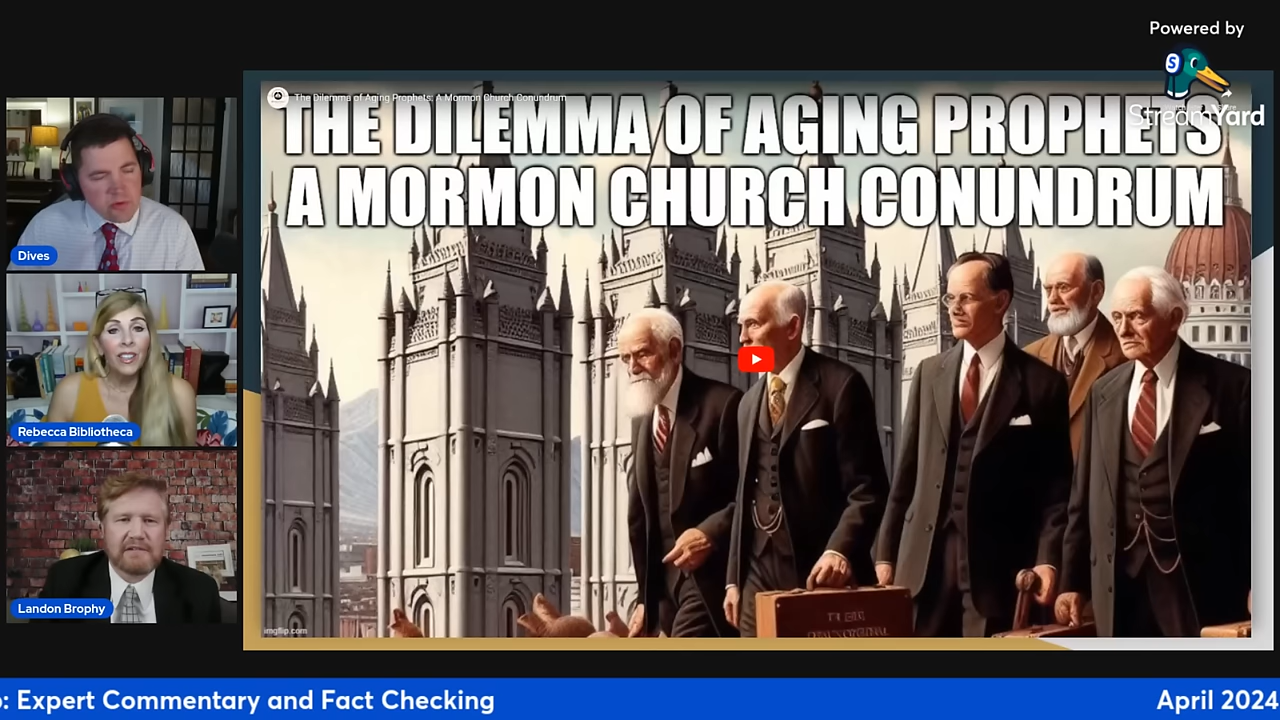 Powered by
StreamYard
The Dilemma of Aging Prophets: A Mormon Church Conundrum
THE DILEMMA OF AGING PROPHETS
A MORMON CHURCH CONUNDRUM
Dives
Rebecca Bibliotheca
Landon Brophy
imgflip.com
: Expert Commentary and Fact Checking
April 2024